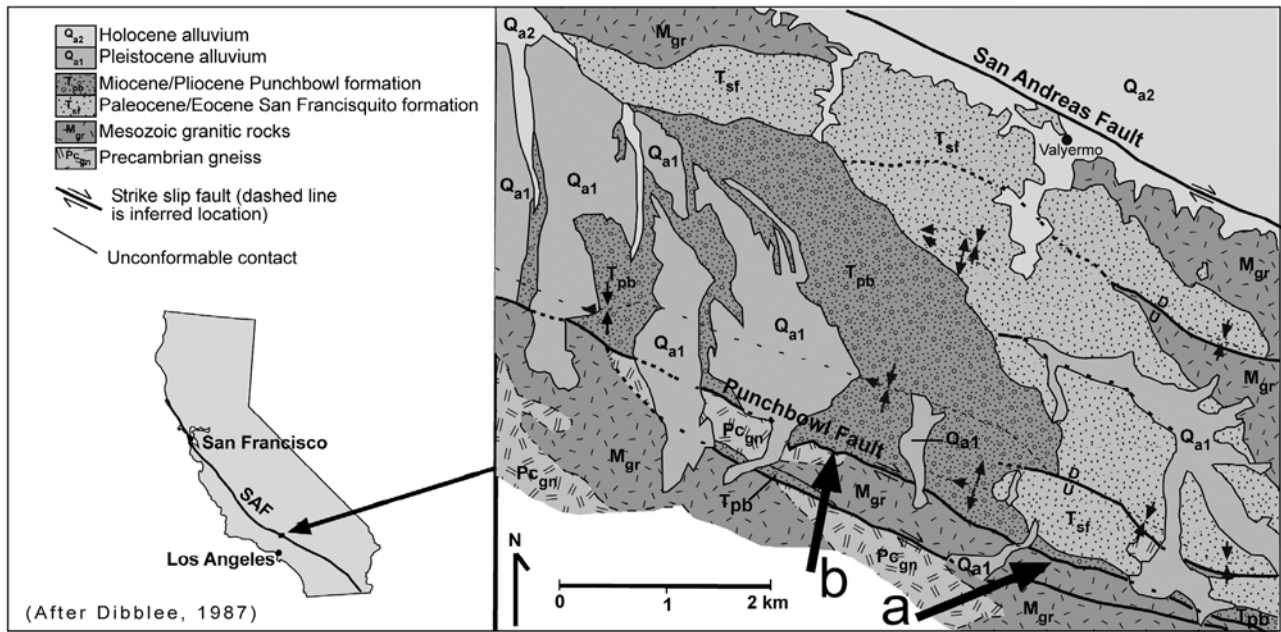 Qa2 Holocene alluvium
Qa1 Pleistocene alluvium
Tpb Miocene/Pliocene Punchbowl formation
Tsf Paleocene/Eocene San Francisquito formation
Mgr Mesozoic granitic rocks
Pcgn Precambrian gneiss
Strike slip fault (dashed line
is inferred location)
Unconformable contact
San Francisco
SAF
Los Angeles
(After Dibblee, 1987)
Qa2
Mgr
Tsf
San Andreas Fault
Qa2
Valyermo
Tsf
Qa1
Qa1
Qa1
Tpb
Tpb
Mgr
D
U
Qa1
Qa1
Mgr
Punchbowl Fault
Pcgn
Qa1
Qa1
Mgr
Pcgn
Tpb
Mgr
D
U
Tsf
b
Pcgn
Qa1
a
Mgr
Tpb
N
0 1 2 km